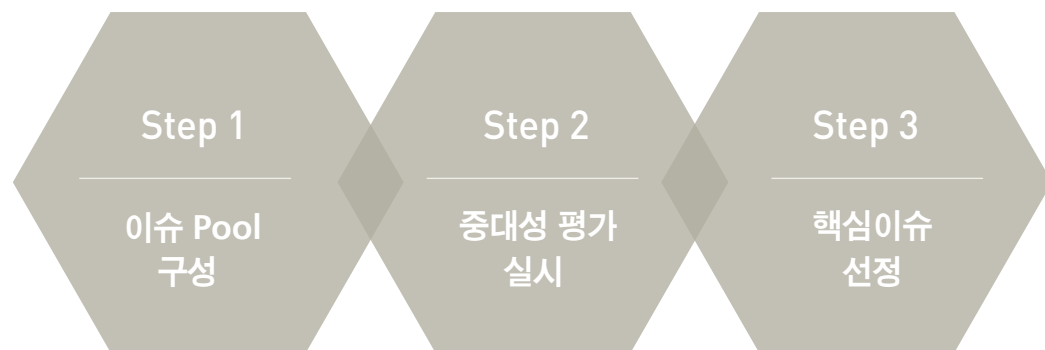 Step 1
이슈 Pool
구성
Step 2
중대성 평가
실시
Step 3
핵심이슈
선정